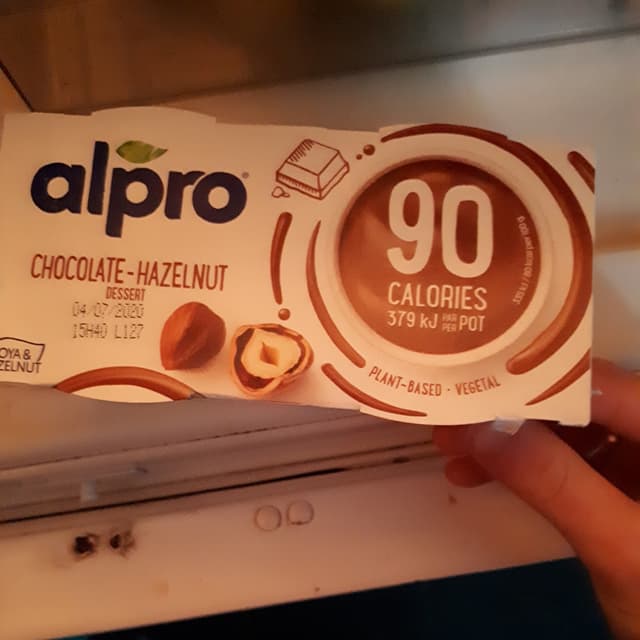 alpro
CHOCOLATE-HAZELNUT
DESSERT
04/07/2020
15H40 L127
OYA &
ZELNUT
90
CALORIES
379 kJ HAR PER POT
PLANT-BASED · VEGETAL